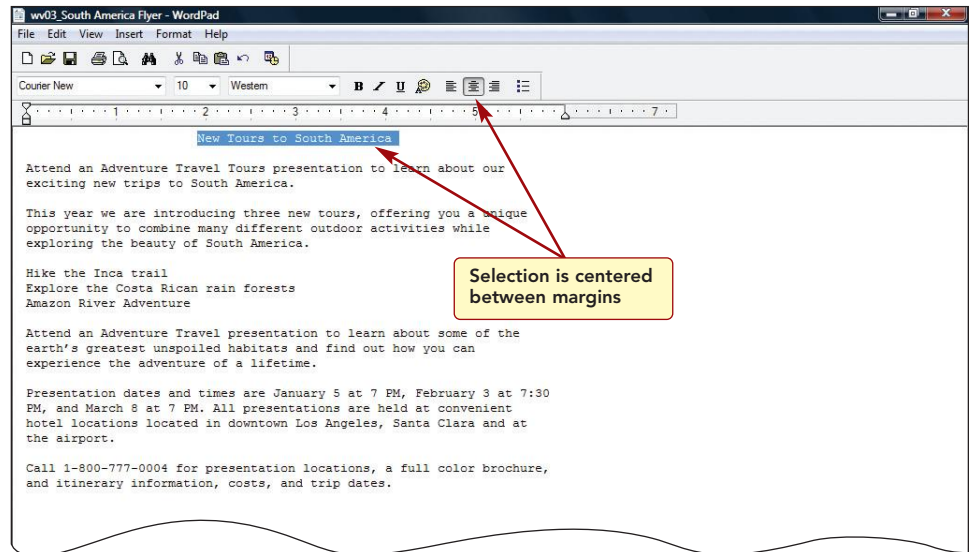 wv03_South America Flyer - WordPad
File Edit View Insert Format Help
Courier New 10 Western B I U
1 2 3 4 5 7
New Tours to South America
Attend an Adventure Travel Tours presentation to learn about our
exciting new trips to South America.
This year we are introducing three new tours, offering you a unique
opportunity to combine many different outdoor activities while
exploring the beauty of South America.
Hike the Inca trail
Explore the Costa Rican rain forests
Amazon River Adventure
Attend an Adventure Travel presentation to learn about some of the
earth's greatest unspoiled habitats and find out how you can
experience the adventure of a lifetime.
Presentation dates and times are January 5 at 7 PM, February 3 at 7:30
PM, and March 8 at 7 PM. All presentations are held at convenient
hotel locations located in downtown Los Angeles, Santa Clara and at
the airport.
Call 1-800-777-0004 for presentation locations, a full color brochure,
and itinerary information, costs, and trip dates.
Selection is centered
between margins